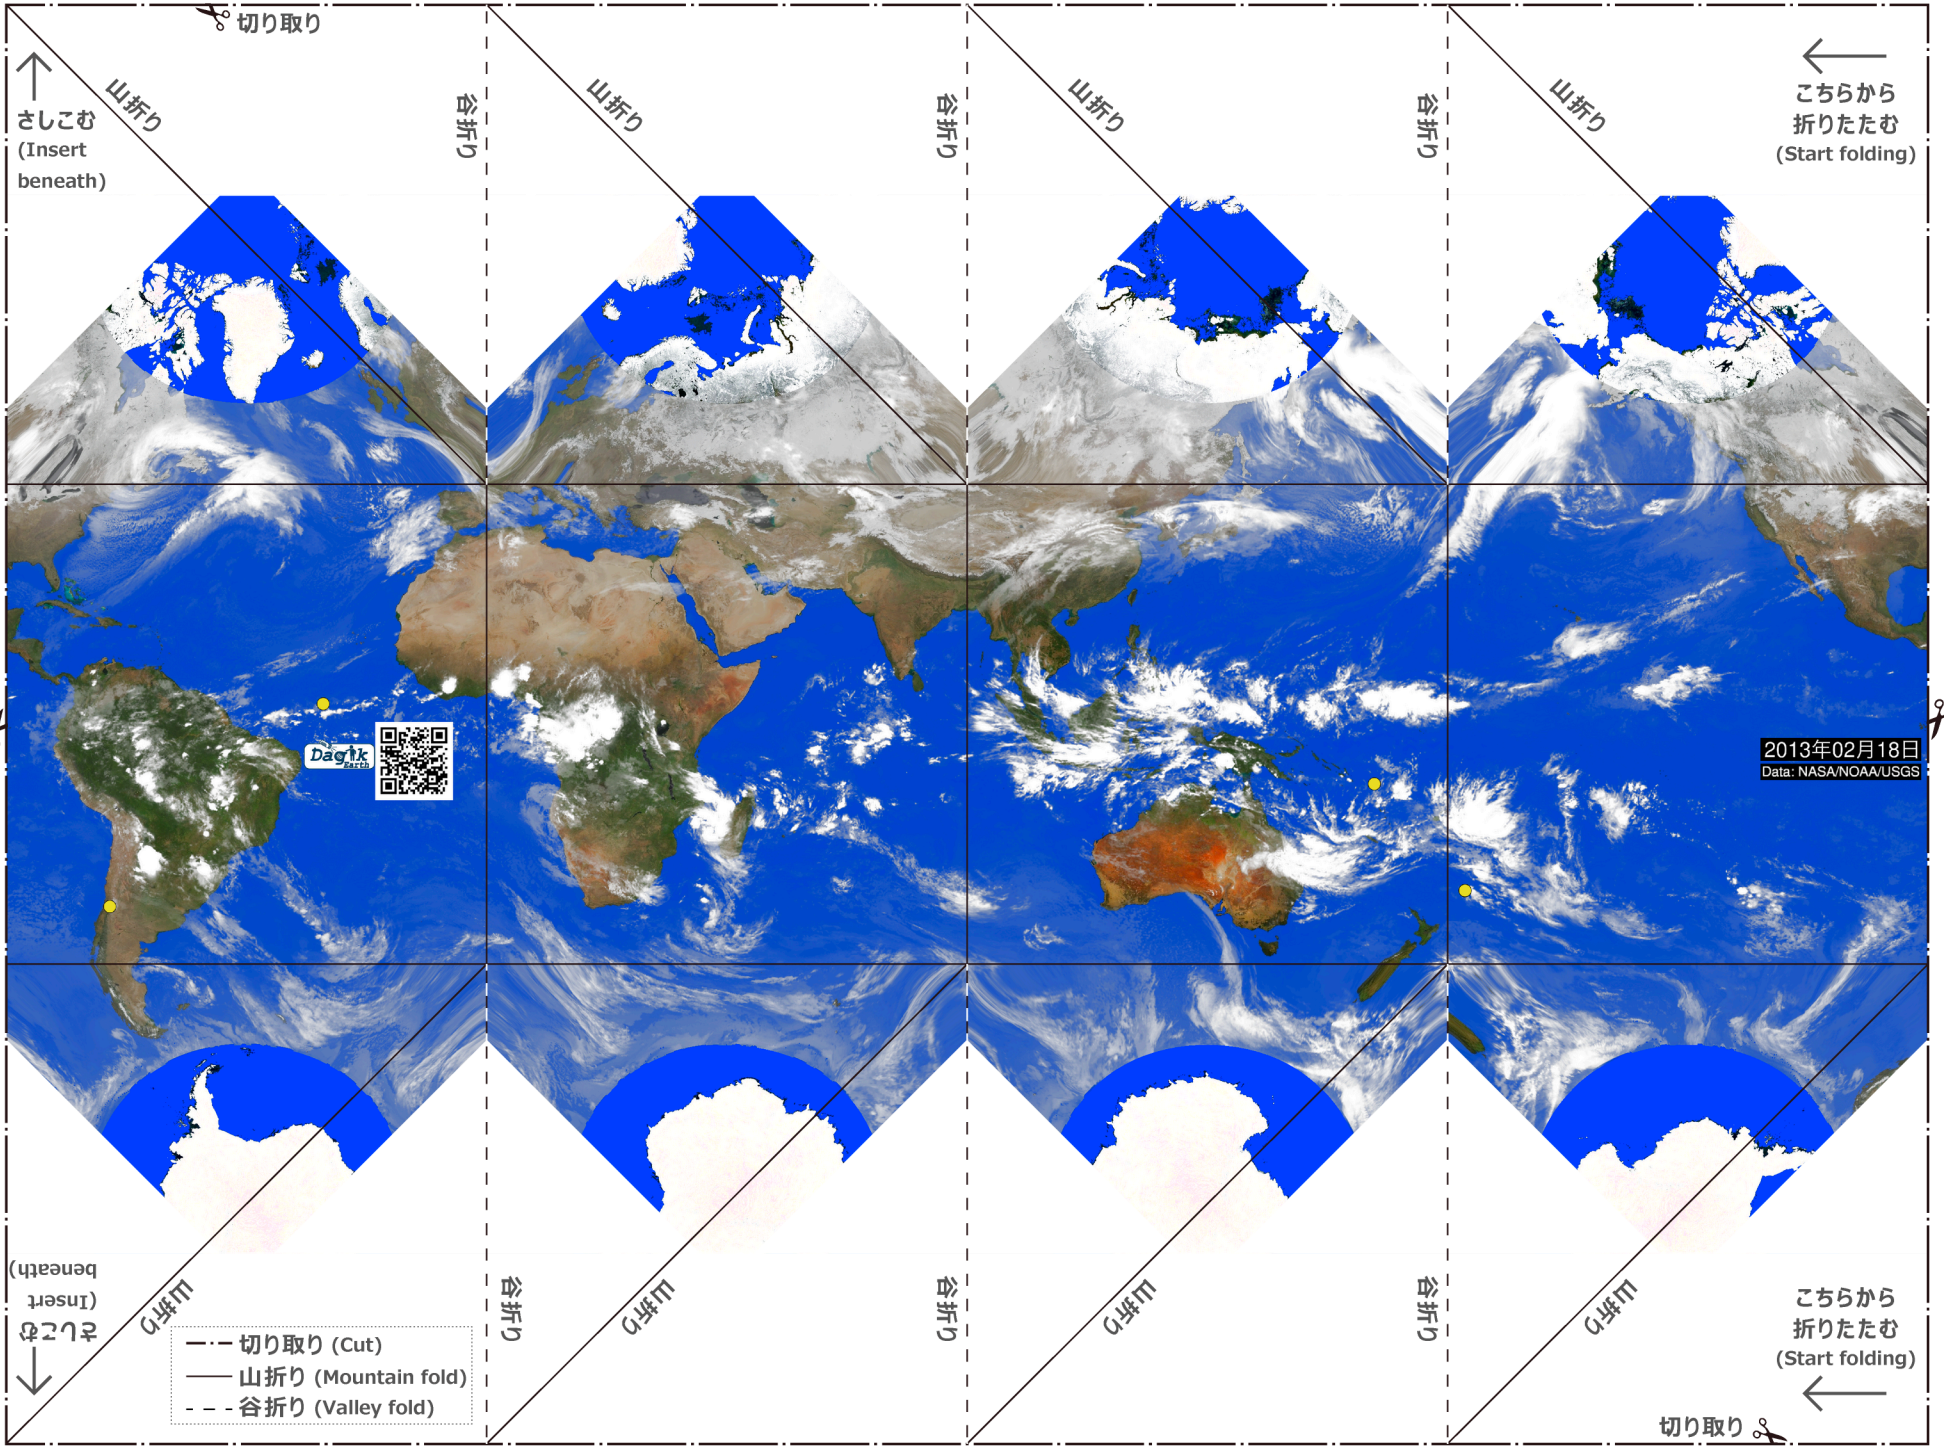 切り取り
山折り
谷折り
山折り
谷折り
山折り
谷折り
山折り
さしこむ
(Insert
beneath)
こちらから
折りたたむ
(Start folding)
Dagik
Earth
2013年02月18日
Data: NASA/NOAA/USGS
さしこむ
(Insert
beneath)
山折り
谷折り
山折り
谷折り
山折り
谷折り
山折り
こちらから
折りたたむ
(Start folding)
切り取り (Cut)
山折り (Mountain fold)
谷折り (Valley fold)
切り取り